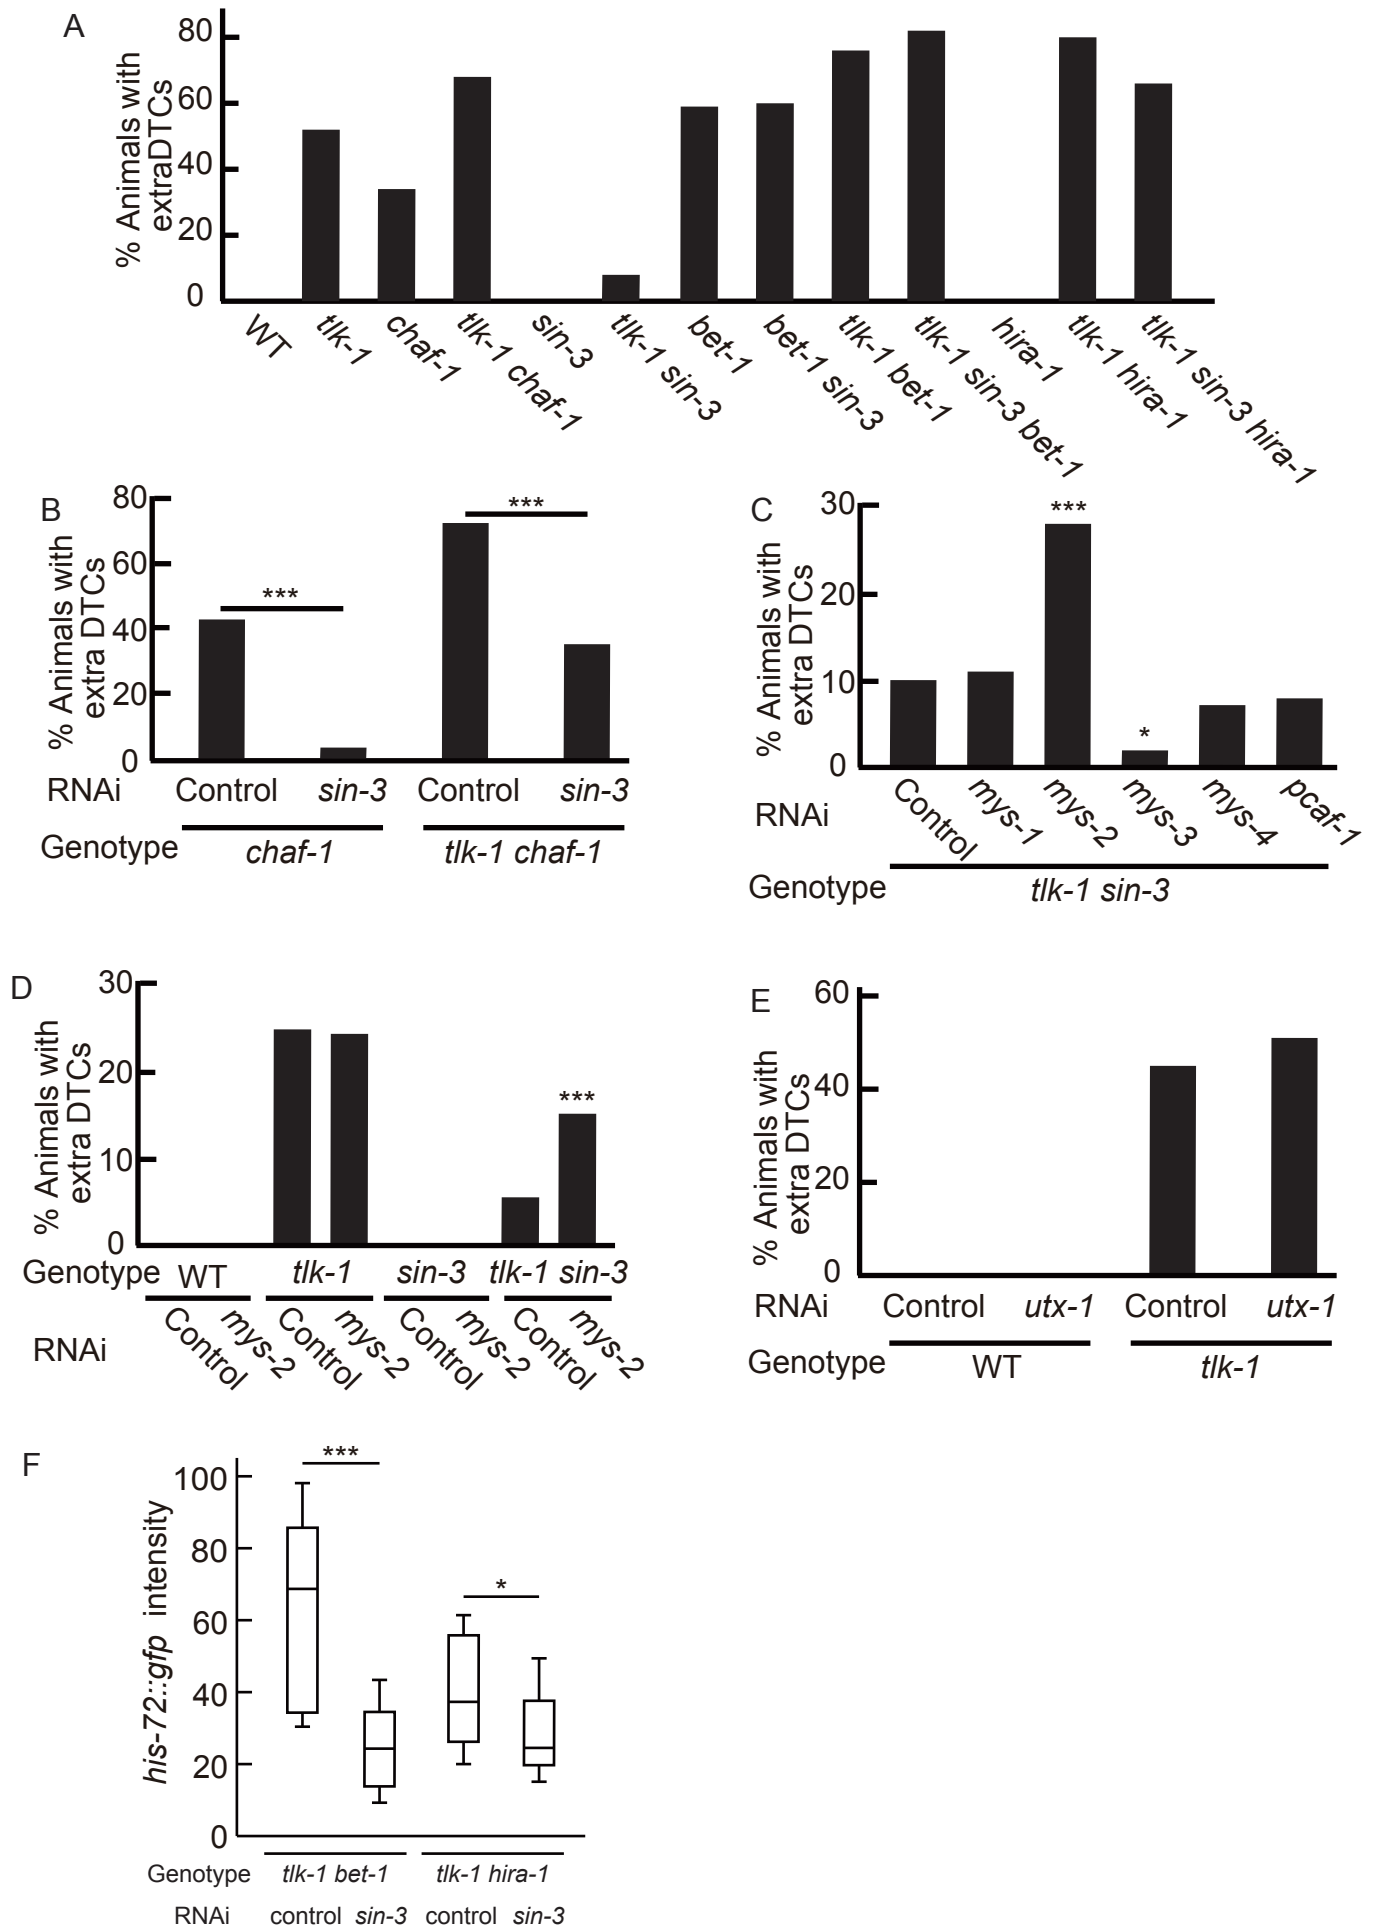 A
% Animals with
extraDTCs
80
60
40
20
0
WT
tlk-1
chaf-1
tlk-1 chaf-1
sin-3
tlk-1 sin-3
bet-1
bet-1 sin-3
tlk-1 bet-1
tlk-1 sin-3 bet-1
hira-1
tlk-1 hira-1
tlk-1 sin-3 hira-1
B
% Animals with
extra DTCs
80
60
40
20
0
***
***
RNAi Control sin-3 Control sin-3
Genotype chaf-1 tlk-1 chaf-1
C
% Animals with
extra DTCs
30
20
10
0
***
*
RNAi
Control
mys-1
mys-2
mys-3
mys-4
pcaf-1
Genotype tlk-1 sin-3
D
% Animals with
extra DTCs
30
20
10
0
***
Genotype WT tlk-1 sin-3 tlk-1 sin-3
RNAi
Control
mys-2
Control
mys-2
Control
mys-2
Control
mys-2
E
% Animals with
extra DTCs
60
40
20
0
RNAi Control utx-1 Control utx-1
Genotype WT tlk-1
F
his-72::gfp intensity
100
80
60
40
20
0
***
*
Genotype tlk-1 bet-1 tlk-1 hira-1
RNAi control sin-3 control sin-3